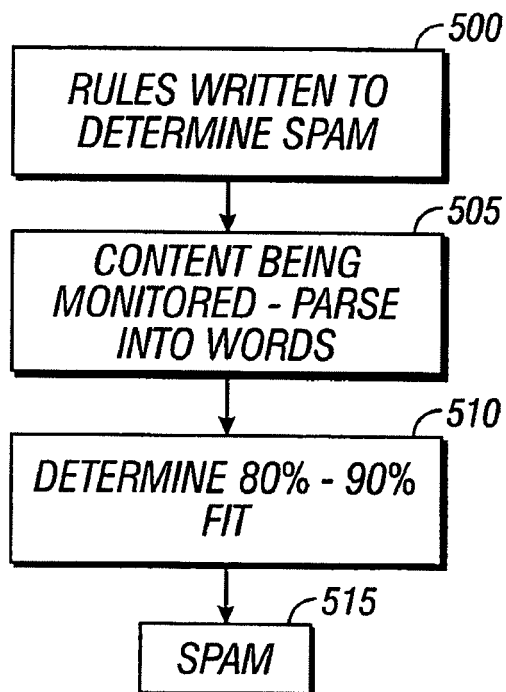 500
RULES WRITTEN TO
DETERMINE SPAM
505
CONTENT BEING
MONITORED - PARSE
INTO WORDS
510
DETERMINE 80% - 90%
FIT
515
SPAM